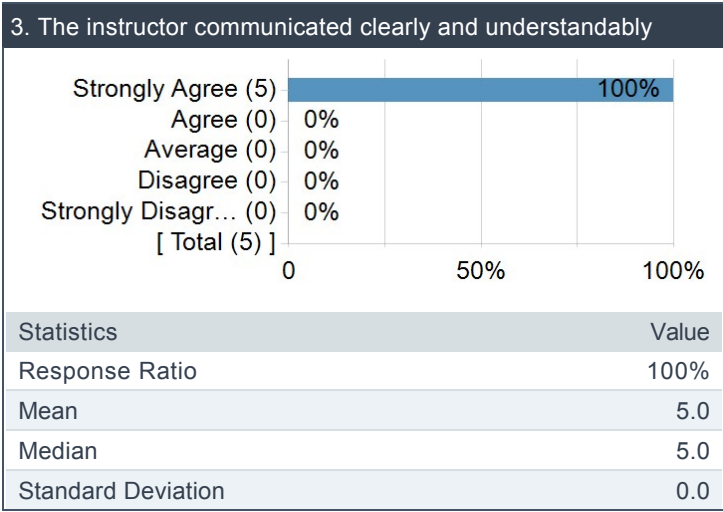 3. The instructor communicated clearly and understandably
Strongly Agree (5) 100%
Agree (0) 0%
Average (0) 0%
Disagree (0) 0%
Strongly Disagr... (0) 0%
[ Total (5) ]
0 50% 100%
Statistics Value
Response Ratio 100%
Mean 5.0
Median 5.0
Standard Deviation 0.0